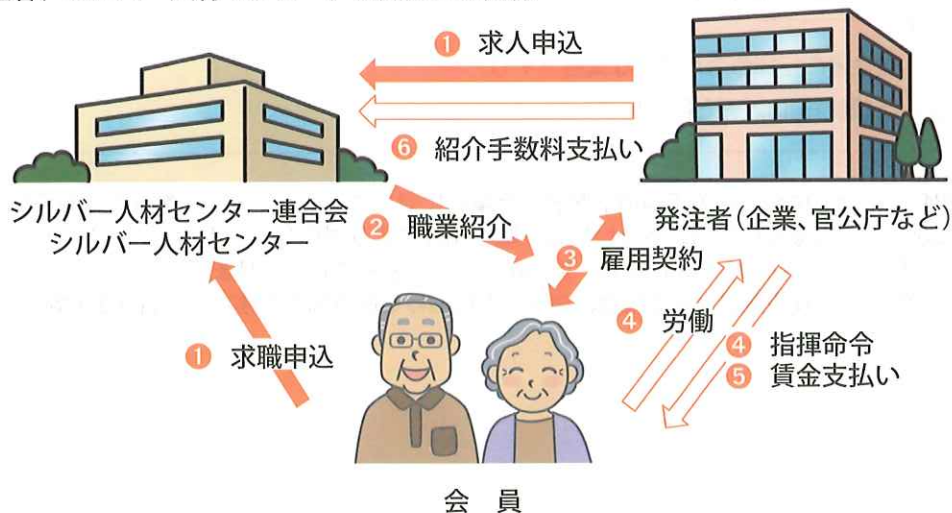 ❶ 求人申込
❻ 紹介手数料支払い
シルバー人材センター連合会
シルバー人材センター
発注者(企業、官公庁など)
❷ 職業紹介
❸ 雇用契約
❶ 求職申込
❹ 労働
❹ 指揮命令
❺ 賃金支払い
会 員